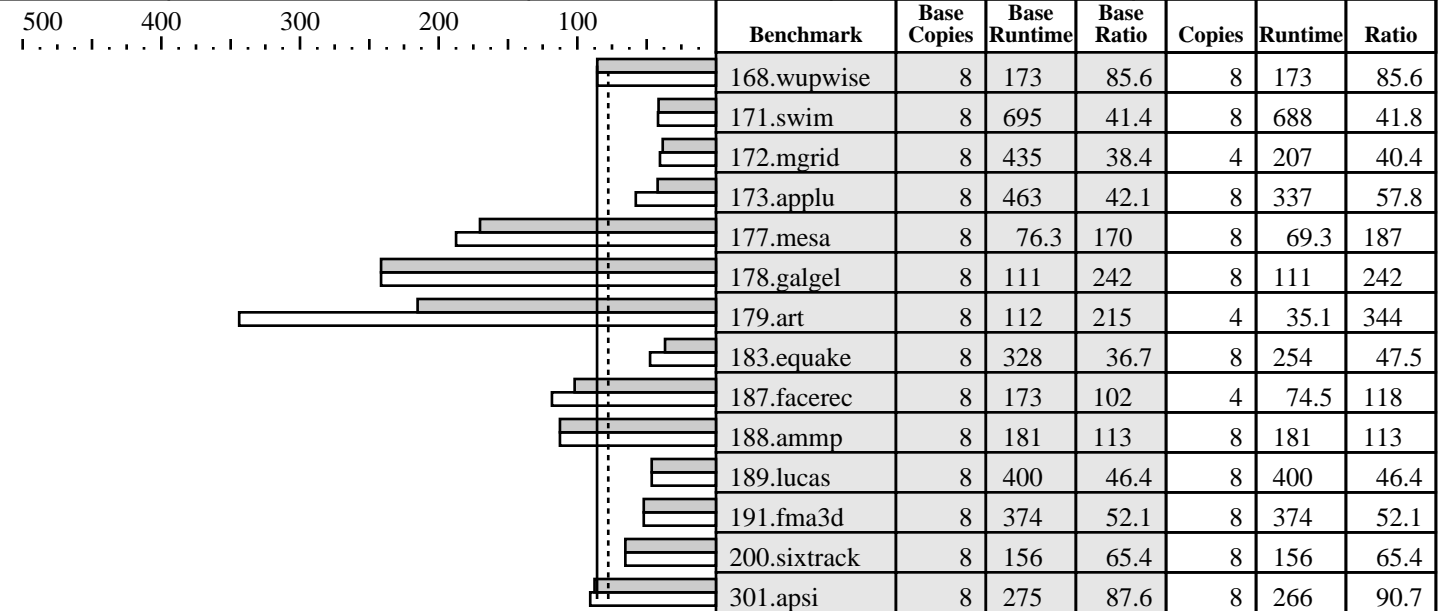 500 400 300 200 100 Benchmark Base Copies Base Runtime Base Ratio Copies Runtime Ratio
168.wupwise 8 173 85.6 8 173 85.6
171.swim 8 695 41.4 8 688 41.8
172.mgrid 8 435 38.4 4 207 40.4
173.applu 8 463 42.1 8 337 57.8
177.mesa 8 76.3 170 8 69.3 187
178.galgel 8 111 242 8 111 242
179.art 8 112 215 4 35.1 344
183.equake 8 328 36.7 8 254 47.5
187.facerec 8 173 102 4 74.5 118
188.ammp 8 181 113 8 181 113
189.lucas 8 400 46.4 8 400 46.4
191.fma3d 8 374 52.1 8 374 52.1
200.sixtrack 8 156 65.4 8 156 65.4
301.apsi 8 275 87.6 8 266 90.7